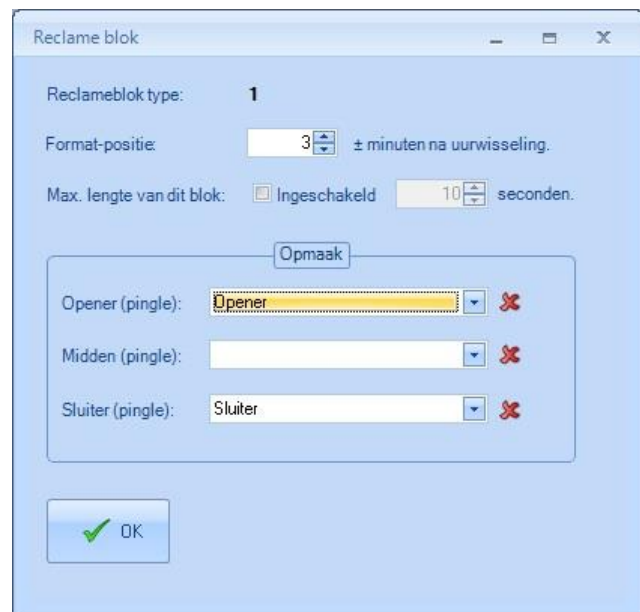 Reclame blok
Reclameblok type: 1
Format-positie: 3 ± minuten na uurwisseling.
Max. lengte van dit blok: Ingeschakeld 10 seconden.
Opmaak
Opener (pingle): Opener
Midden (pingle):
Sluiter (pingle): Sluiter
OK